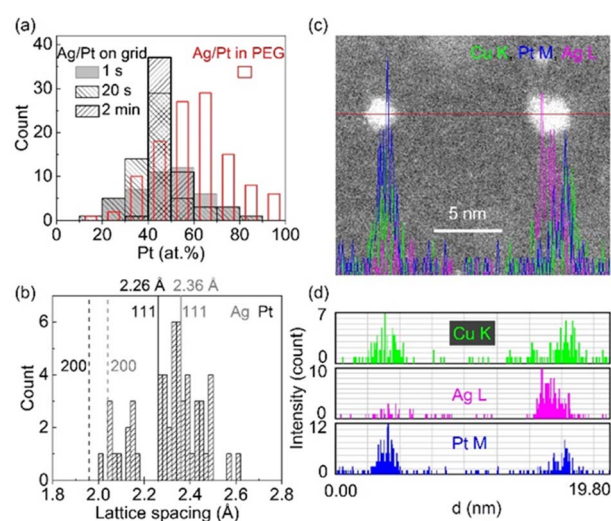 (a)
Ag/Pt on grid
1 s
20 s
2 min
Ag/Pt in PEG
40
30
20
10
0
Count
0 20 40 60 80 100
Pt (at.%)
(b)
2.26 Å 2.36 Å
111 111 Ag Pt
200 200
6
4
2
0
Count
1.8 2.0 2.2 2.4 2.6 2.8
Lattice spacing (Å)
(c)
Cu K, Pt M, Ag L
5 nm
(d)
7
Cu K
10
Ag L
12
Pt M
Intensity (count)
0.00 d (nm) 19.80